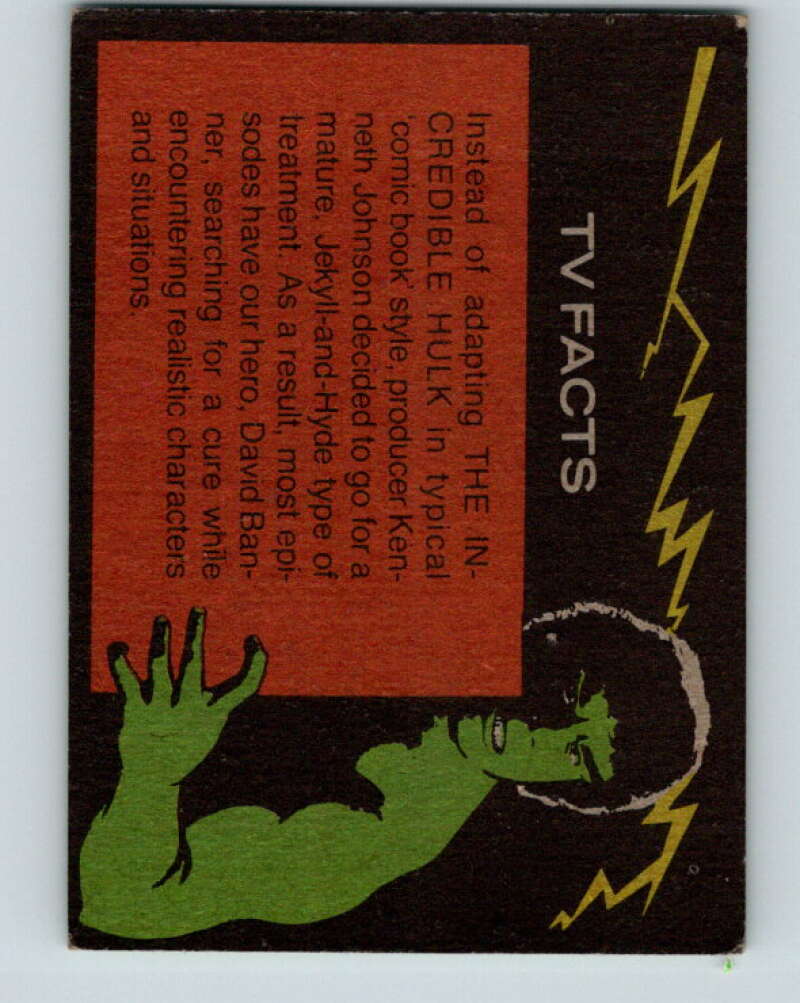 TV FACTS
Instead of adapting THE IN-
CREDIBLE HULK in typical
'comic book' style, producer Ken-
neth Johnson decided to go for a
mature, Jekyll-and-Hyde type of
treatment. As a result, most epi-
sodes have our hero, David Ban-
ner, searching for a cure while
encountering realistic characters
and situations.